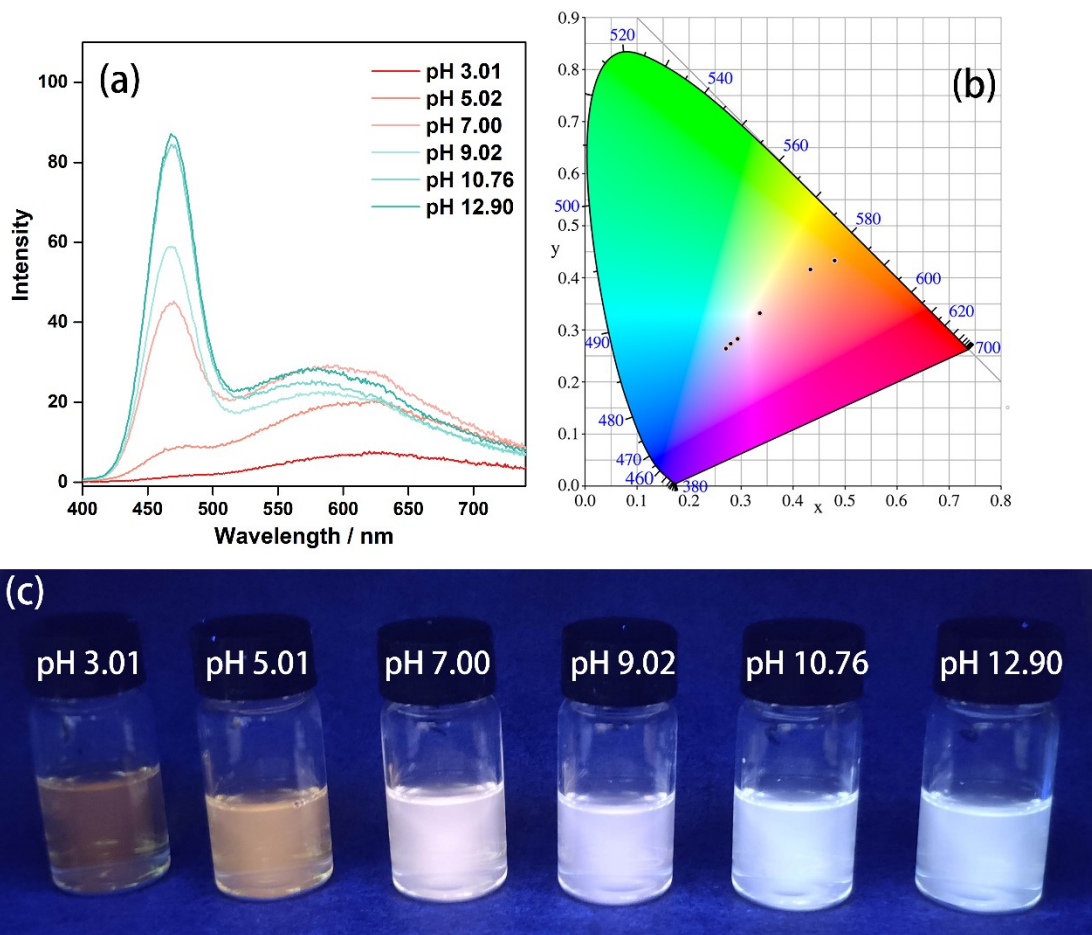 (a)
100
80
60
40
20
0
Intensity
pH 3.01
pH 5.02
pH 7.00
pH 9.02
pH 10.76
pH 12.90
400 450 500 550 600 650 700
Wavelength / nm
(b)
0.9
0.8
0.7
0.6
0.5
0.4
0.3
0.2
0.1
0.0
y
520
540
560
580
600
620
700
500
490
480
470
460
380
0.0 0.1 0.2 0.3 0.4 0.5 0.6 0.7 0.8
x
(c)
pH 3.01 pH 5.01 pH 7.00 pH 9.02 pH 10.76 pH 12.90